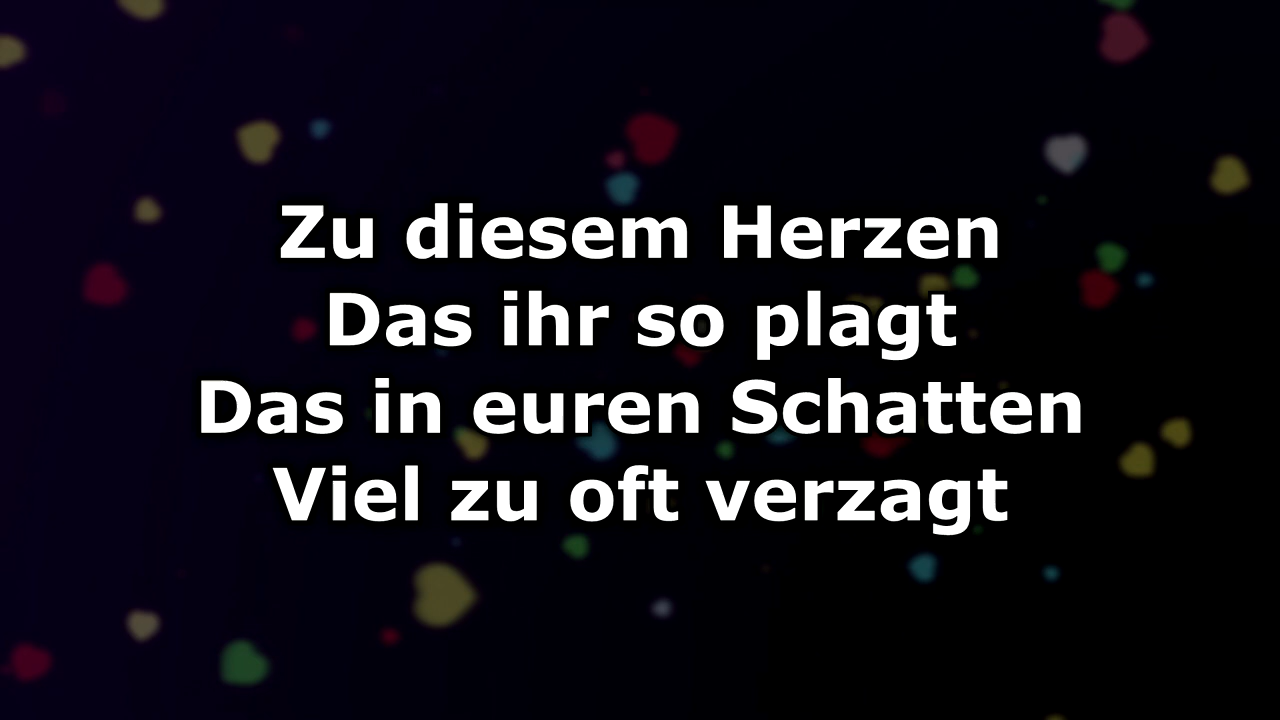 Zu diesem Herzen
Das ihr so plagt
Das in euren Schatten
Viel zu oft verzagt